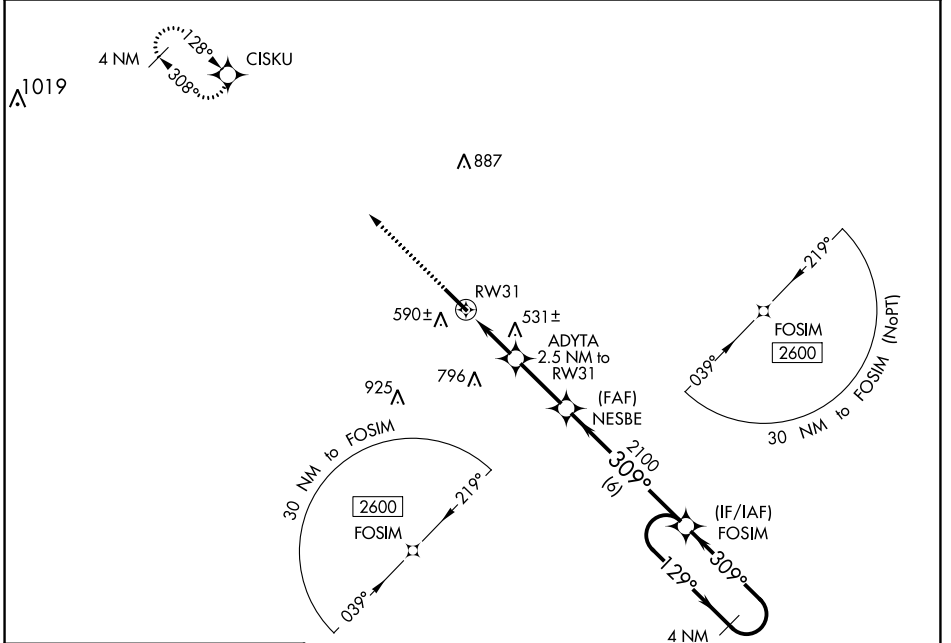 4 NM
128°
308°
CISKU
1019
887
RW31
590±
531±
ADYTA
2.5 NM to
RW31
796
925
(FAF)
NESBE
2100
309°
(6)
(IF/IAF)
FOSIM
309°
129°
4 NM
219°
FOSIM
2600
039°
30 NM to FOSIM (NoPT)
30 NM to FOSIM
219°
2600
FOSIM
039°